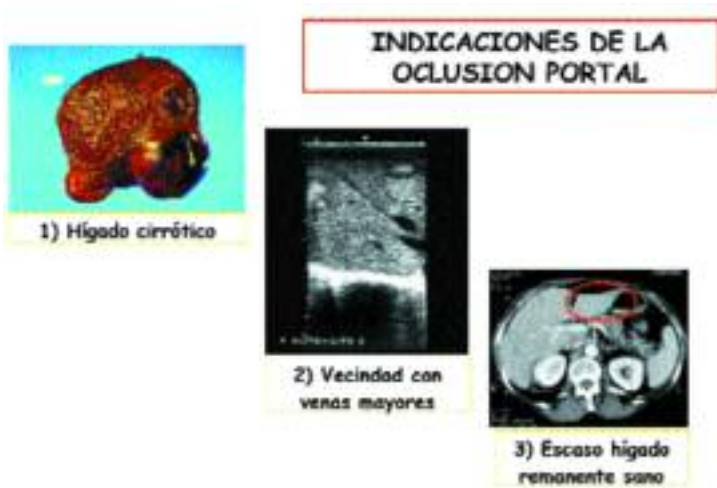 INDICACIONES DE LA
OCLUSION PORTAL
1) Hígado cirrótico
2) Vecindad con
venas mayores
3) Escaso hígado
remanente sano